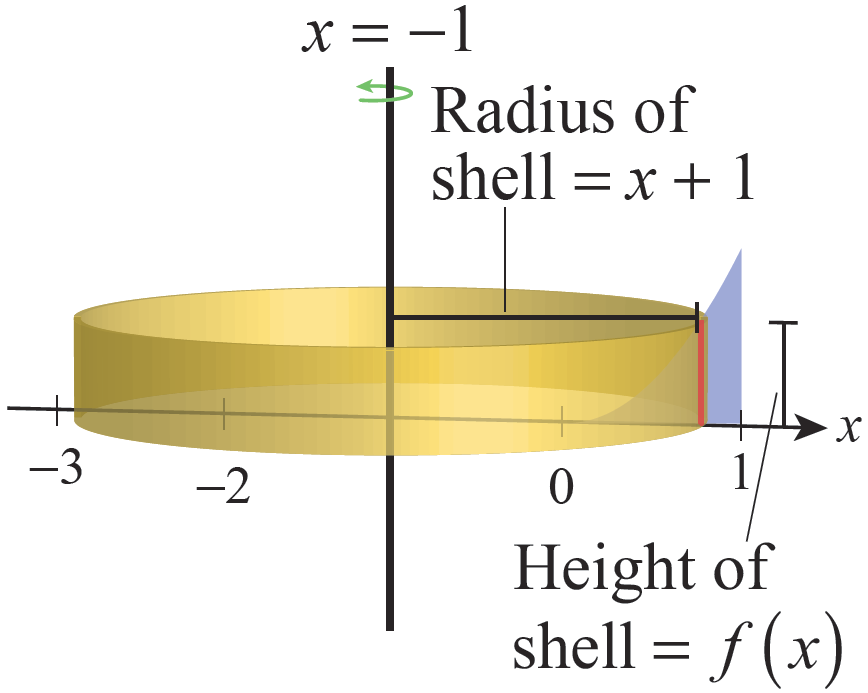 x = −1
Radius of
shell = x + 1
x
−3
−2
0
1
Height of
shell = f(x)